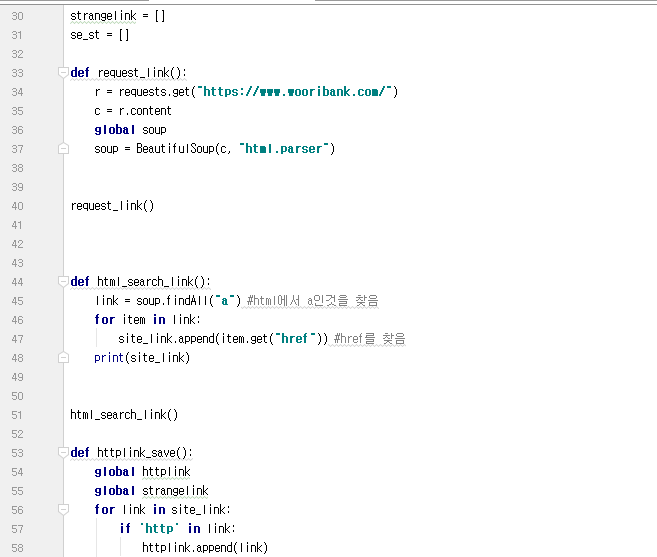 30 strangelink = []
31 se_st = []
32
33 def request_link():
34 r = requests.get("https://www.wooribank.com/")
35 c = r.content
36 global soup
37 soup = BeautifulSoup(c, "html.parser")
38
39
40 request_link()
41
42
43
44 def html_search_link():
45 link = soup.findAll("a") #html에서 a인것을 찾음
46 for item in link:
47 site_link.append(item.get("href")) #href를 찾음
48 print(site_link)
49
50
51 html_search_link()
52
53 def httplink_save():
54 global httplink
55 global strangelink
56 for link in site_link:
57 if 'http' in link:
58 httplink.append(link)